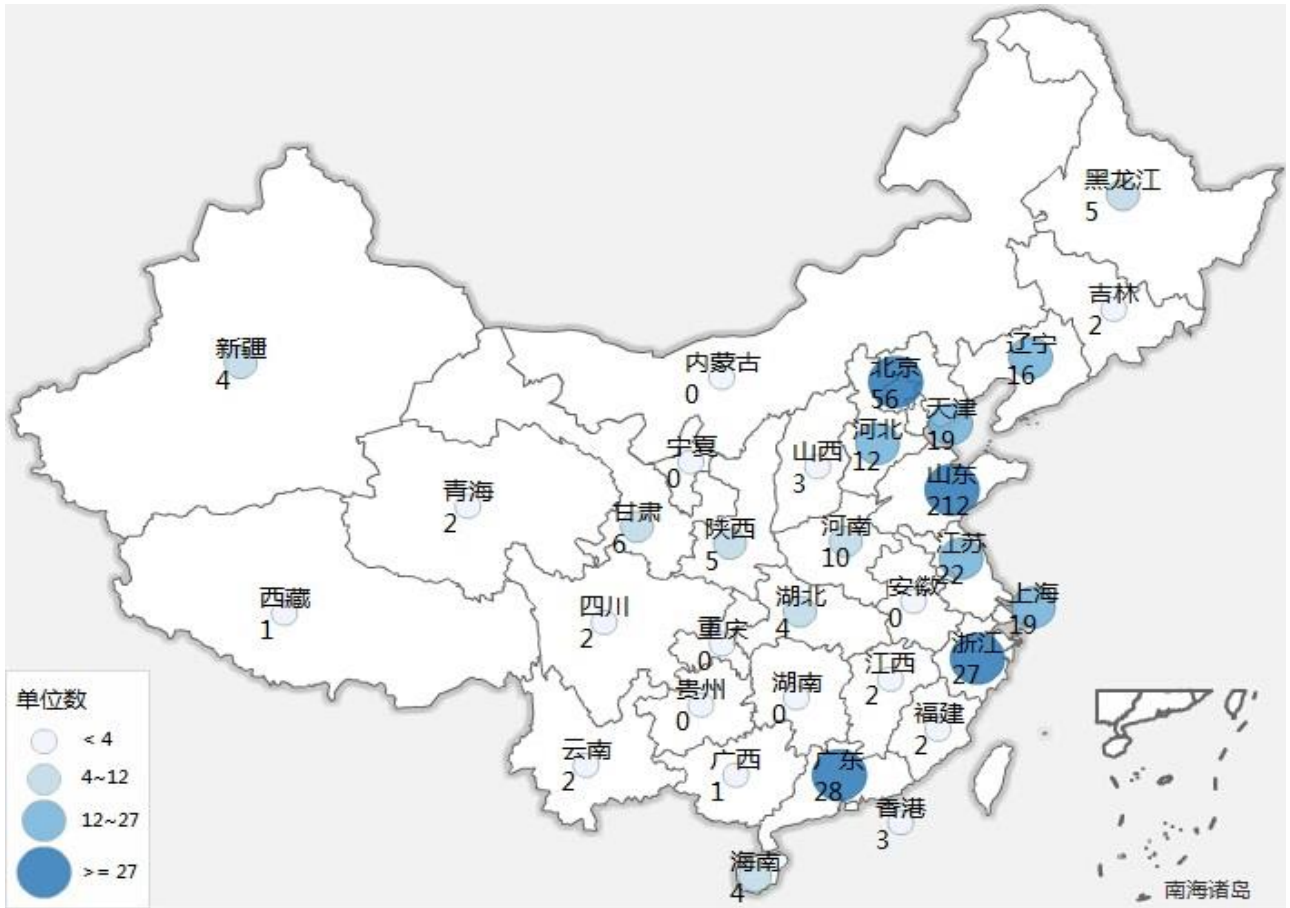 黑龙江
5
吉林
2
新疆
4
辽宁
16
内蒙古
0
北京
56
天津
19
河北
12
宁夏
0
山西
3
山东
212
青海
2
甘肃
6
陕西
5
河南
10
江苏
22
安徽
0
西藏
1
四川
2
湖北
4
上海
19
重庆
0
浙江
27
江西
2
贵州
0
湖南
0
福建
2
云南
2
广西
1
广东
28
香港
3
海南
4
单位数
< 4
4~12
12~27
>= 27
南海诸岛